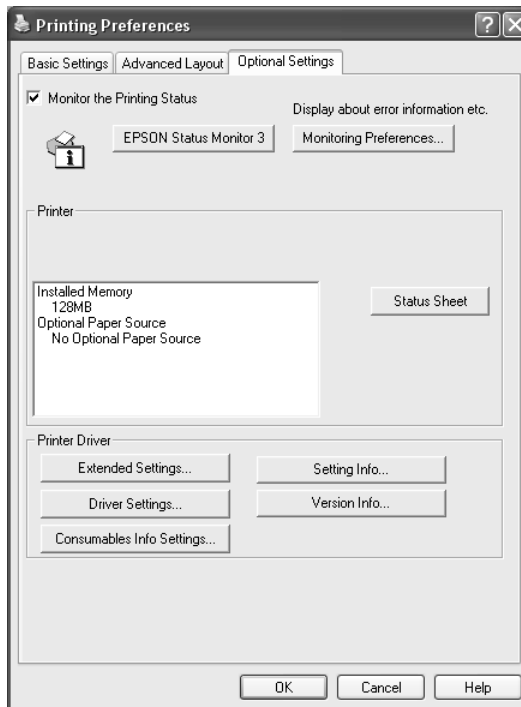 Printing Preferences
Basic Settings Advanced Layout Optional Settings
Monitor the Printing Status
Display about error information etc.
EPSON Status Monitor 3 Monitoring Preferences...
Printer
Installed Memory
128MB
Optional Paper Source
No Optional Paper Source
Status Sheet
Printer Driver
Extended Settings... Setting Info...
Driver Settings... Version Info...
Consumables Info Settings...
OK Cancel Help